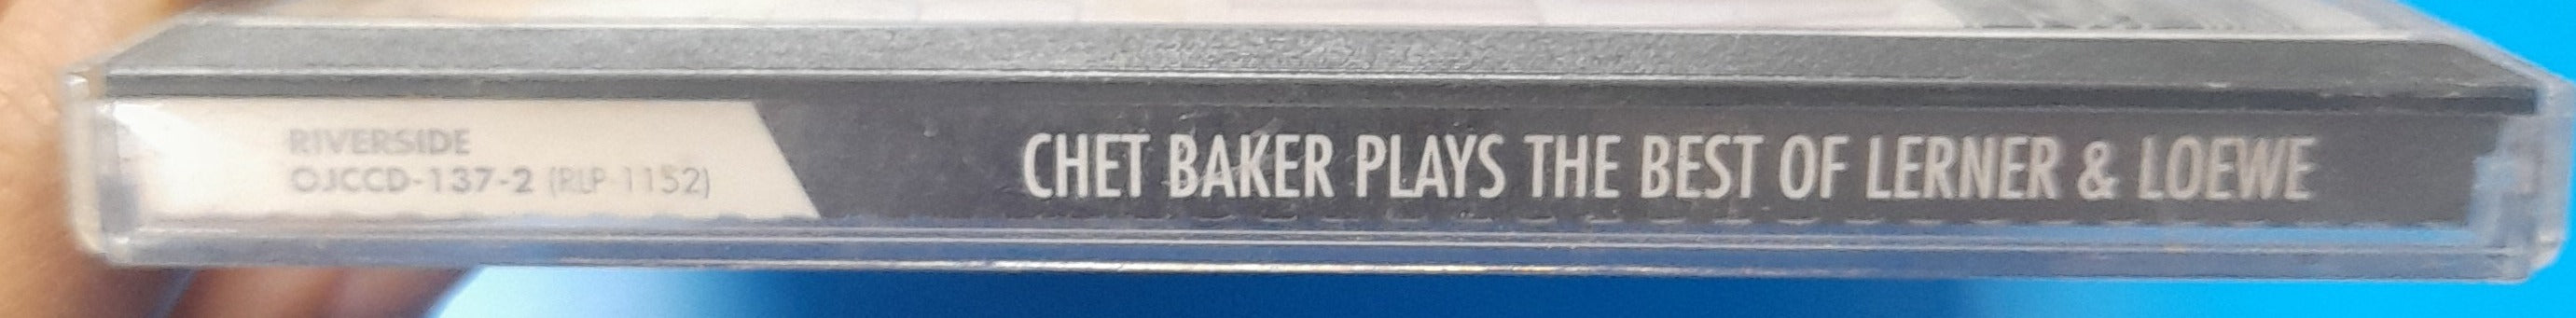 RIVERSIDE
OJCCD-137-2 (RLP-1152)
CHET BAKER PLAYS THE BEST OF LERNER & LOEWE